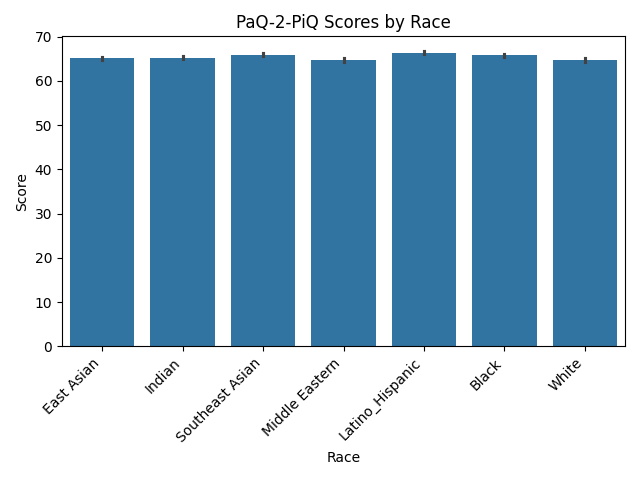 PaQ-2-PiQ Scores by Race
70
60
50
40
30
20
10
0
Score
East Asian
Indian
Southeast Asian
Middle Eastern
Latino_Hispanic
Black
White
Race